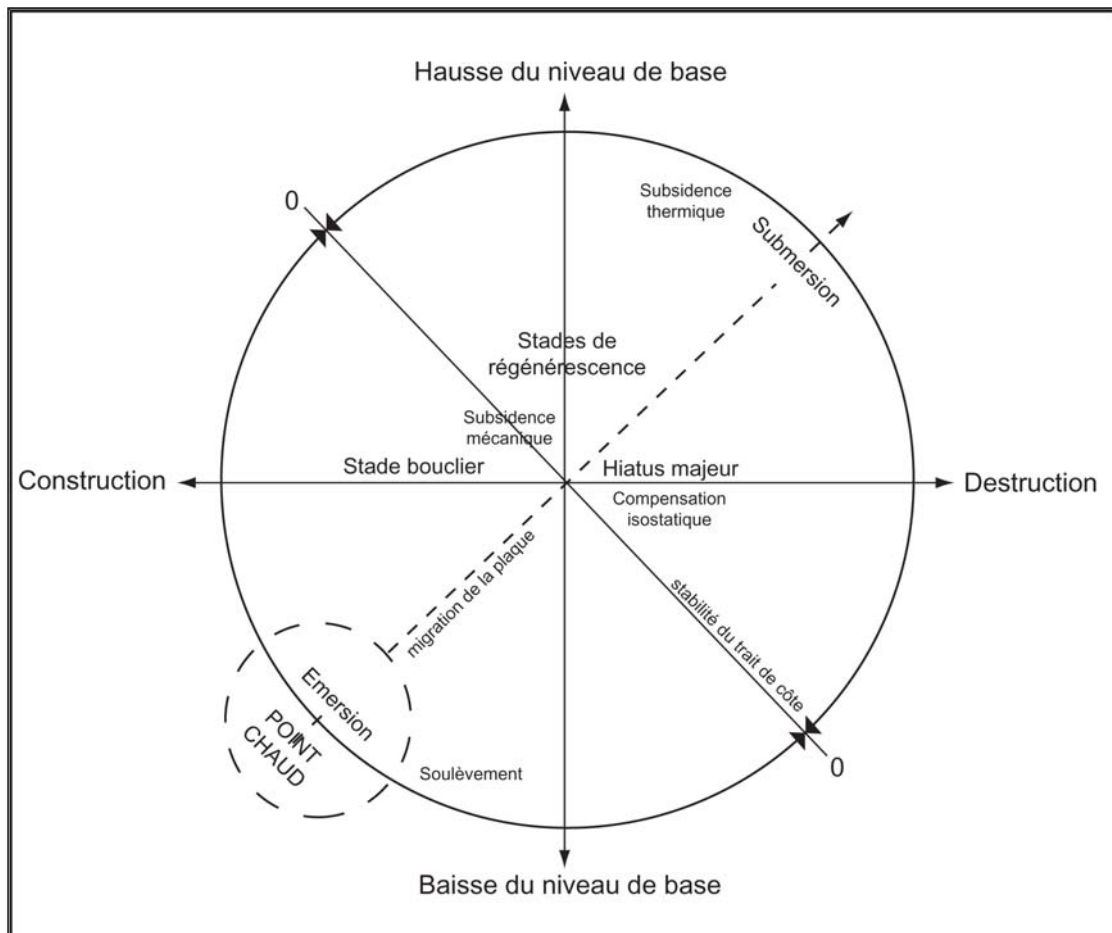 Hausse du niveau de base
0
Subsidence
thermique
Submersion
Stades de
régénérescence
Subsidence
mécanique
Construction
Stade bouclier
Hiatus majeur
Destruction
Compensation
isostatique
migration de la plaque
stabilité du trait de côte
Emersion
POINT
CHAUD
Soulèvement
0
Baisse du niveau de base